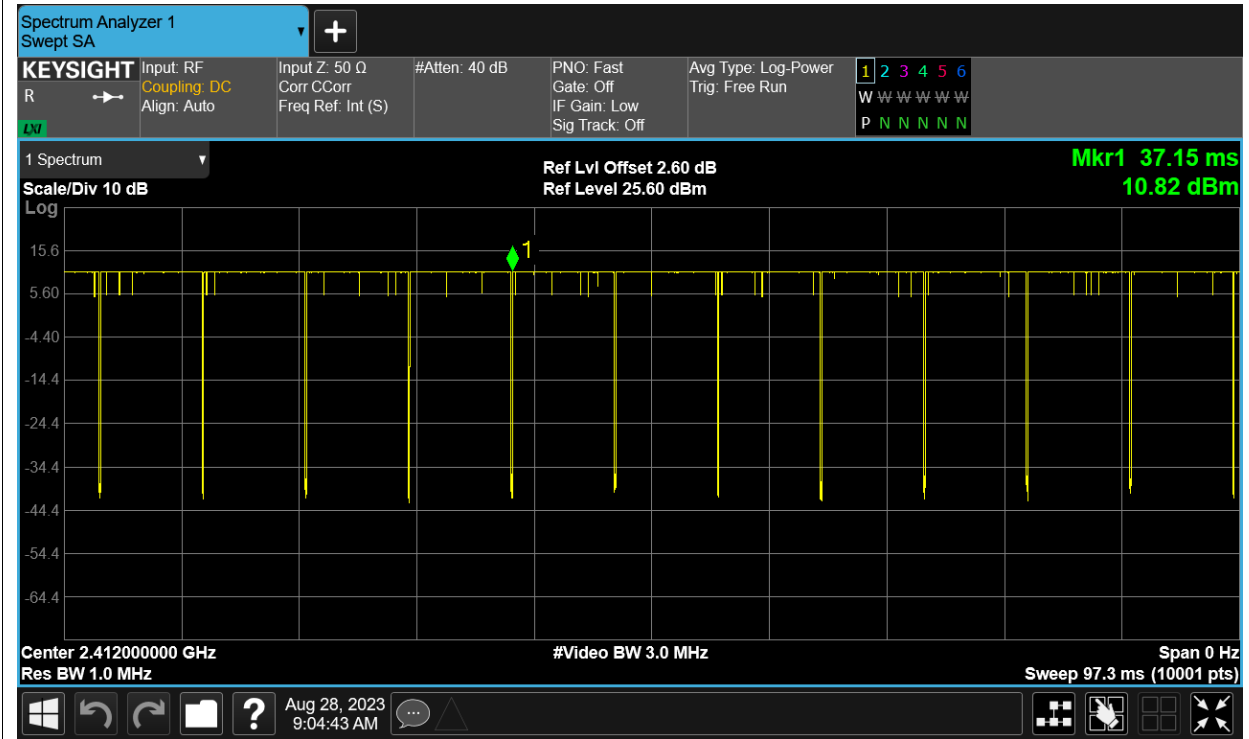 Spectrum Analyzer 1
Swept SA
KEYSIGHT
R
LXI
Input: RF
Coupling: DC
Align: Auto
Input Z: 50 Ω
Corr CCorr
Freq Ref: Int (S)
#Atten: 40 dB
PNO: Fast
Gate: Off
IF Gain: Low
Sig Track: Off
Avg Type: Log-Power
Trig: Free Run
1 2 3 4 5 6
W W W W W W
P N N N N N
1 Spectrum
Scale/Div 10 dB
Log
Ref Lvl Offset 2.60 dB
Ref Level 25.60 dBm
Mkr1 37.15 ms
10.82 dBm
1
15.6
5.60
-4.40
-14.4
-24.4
-34.4
-44.4
-54.4
-64.4
Center 2.412000000 GHz
Res BW 1.0 MHz
#Video BW 3.0 MHz
Span 0 Hz
Sweep 97.3 ms (10001 pts)
?
Aug 28, 2023
9:04:43 AM